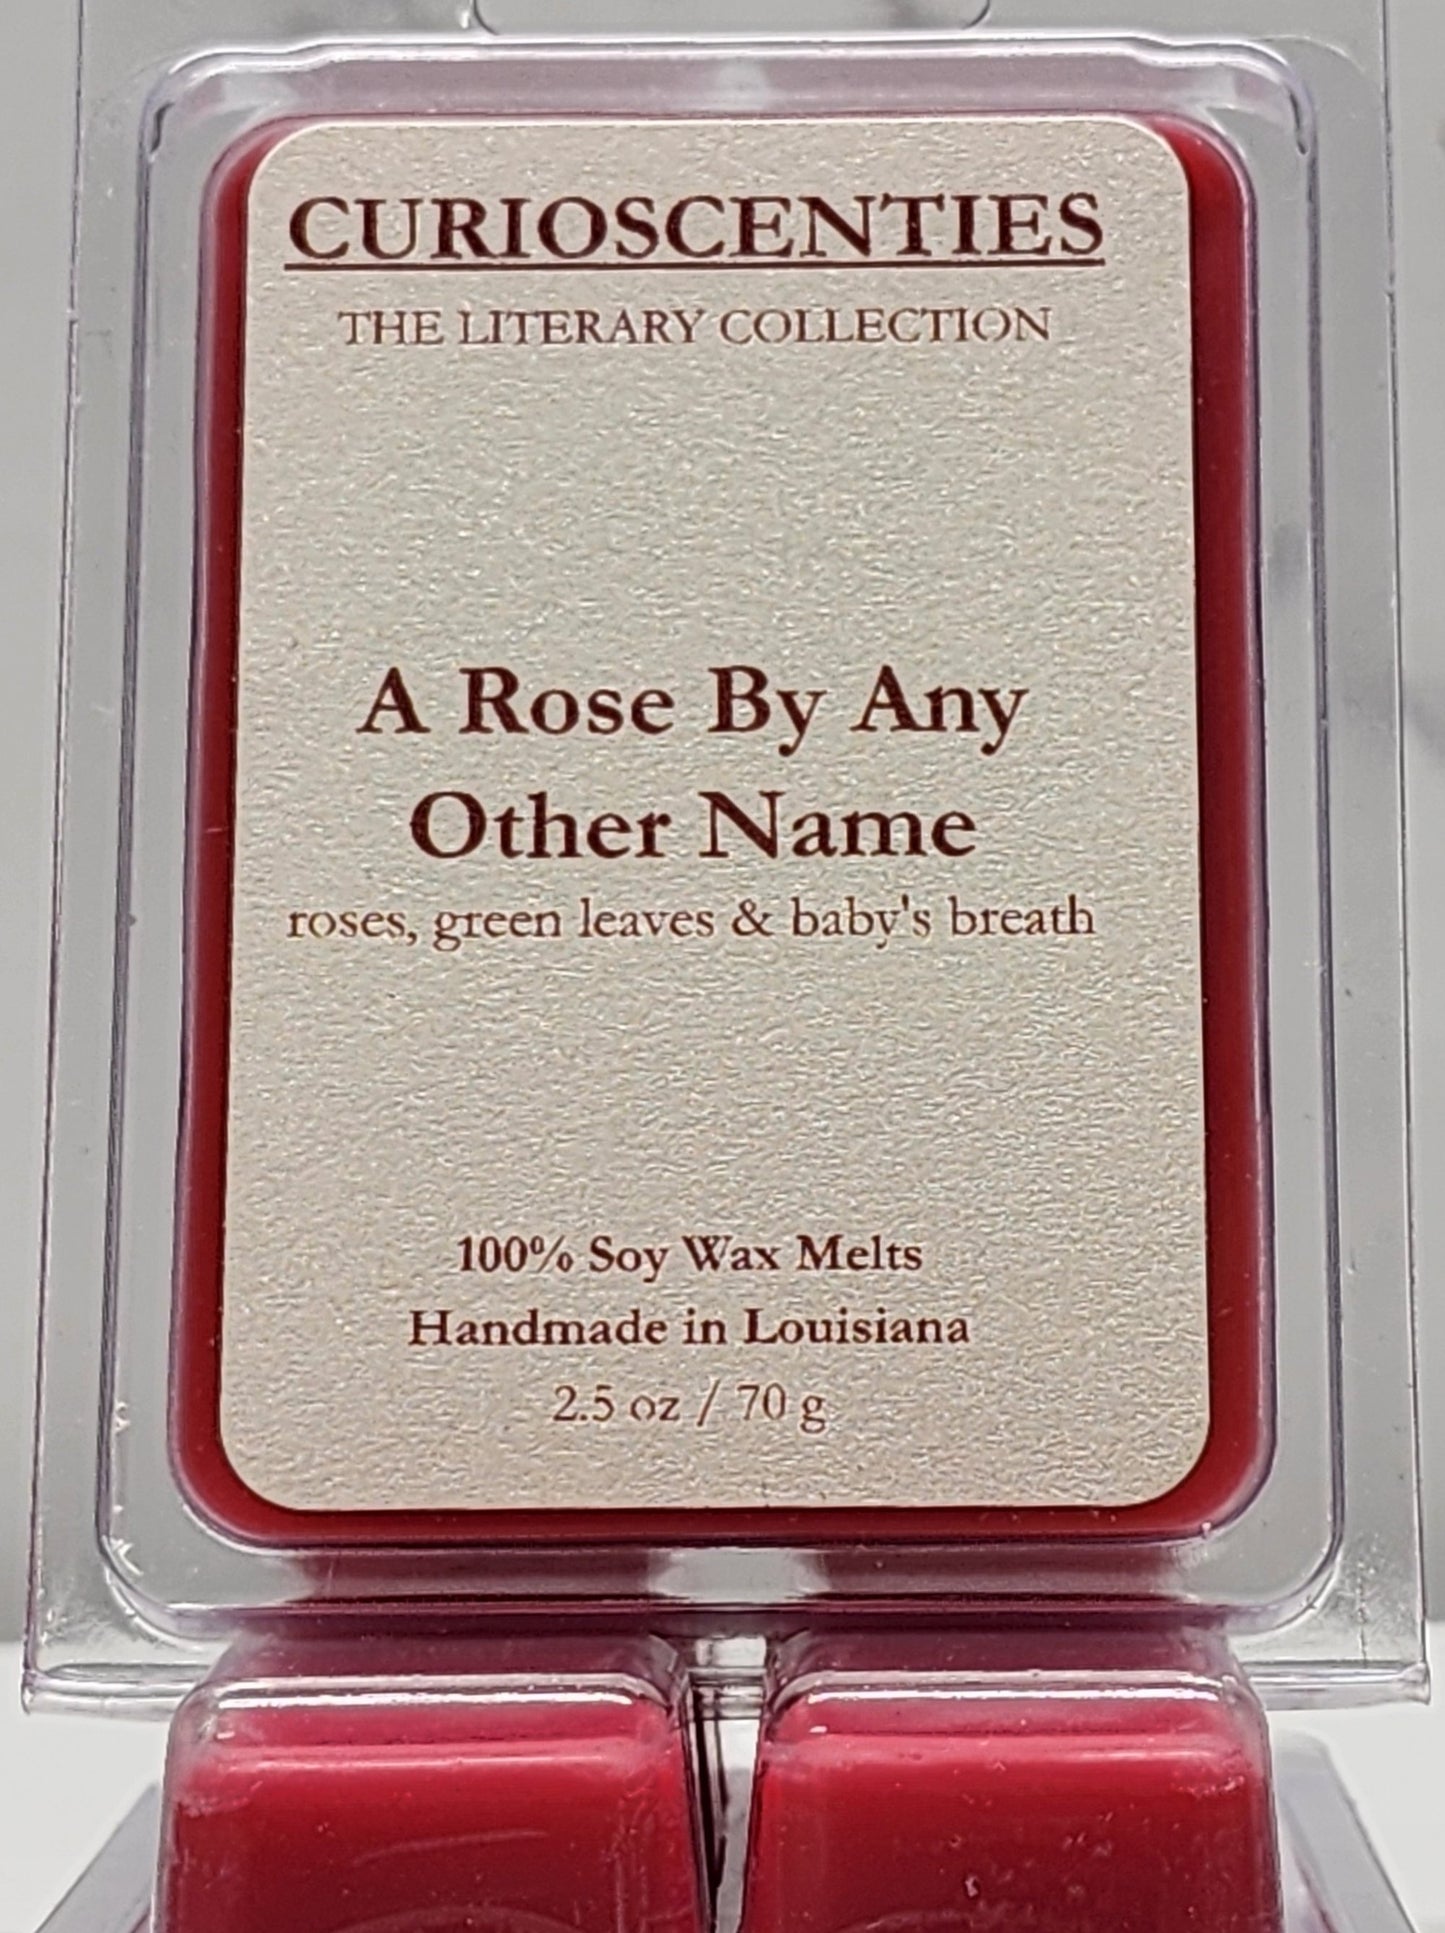 CURIOSCENTIES
THE LITERARY COLLECTION
A Rose By Any
Other Name
roses, green leaves & baby's breath
100% Soy Wax Melts
Handmade in Louisiana
2.5 oz / 70 g